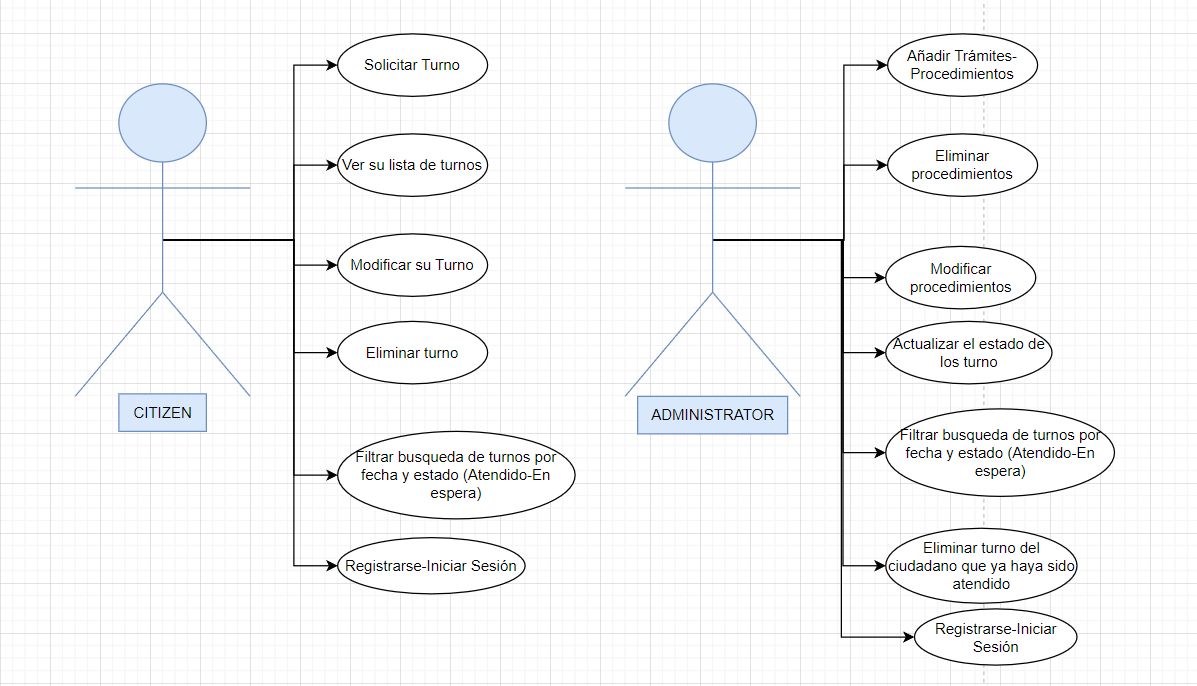 Solicitar Turno
Ver su lista de turnos
Modificar su Turno
Eliminar turno
CITIZEN
Filtrar busqueda de turnos por
fecha y estado (Atendido-En
espera)
Registrarse-Iniciar Sesión
Añadir Trámites-
Procedimientos
Eliminar
procedimientos
Modificar
procedimientos
Actualizar el estado de
los turno
ADMINISTRATOR
Filtrar busqueda de turnos por
fecha y estado (Atendido-En
espera)
Eliminar turno del
ciudadano que ya haya sido
atendido
Registrarse-Iniciar
Sesión